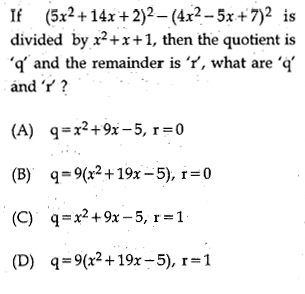 If (5x²+14x+2)²–(4x²–5x+7)² is
divided by x²+x+1, then the quotient is
'q' and the remainder is 'r', what are 'q'
and 'r' ?
(A) q=x²+9x–5, r=0
(B) q=9(x²+19x–5), r=0
(C) q=x²+9x–5, r=1
(D) q=9(x²+19x–5), r=1